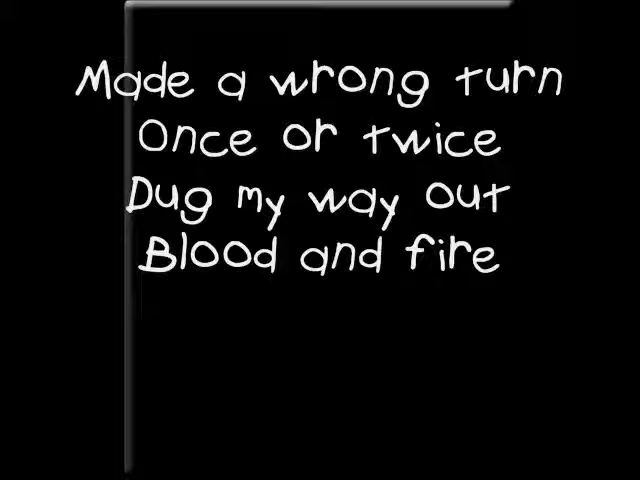 Made a wrong turn
Once or twice
Dug my way out
Blood and fire